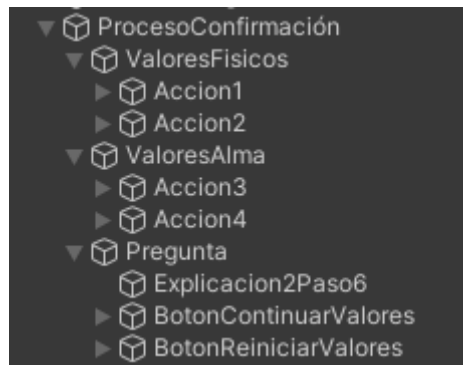 ProcesoConfirmación
ValoresFisicos
Accion1
Accion2
ValoresAlma
Accion3
Accion4
Pregunta
Explicacion2Paso6
BotonContinuarValores
BotonReiniciarValores